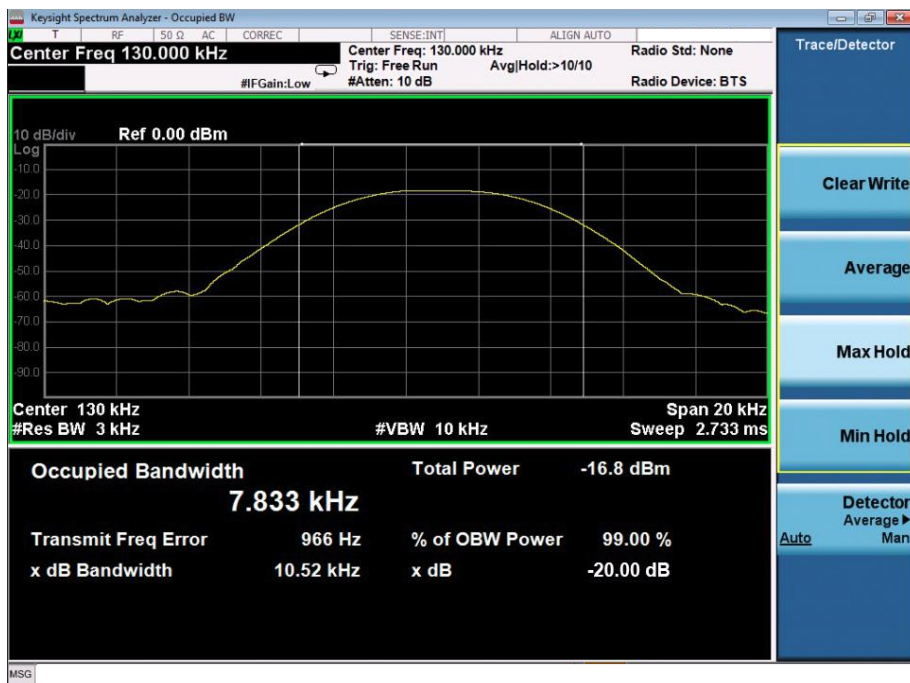 Keysight Spectrum Analyzer - Occupied BW
LXI T RF 50 Ω AC CORREC SENSE:INT ALIGN AUTO
Center Freq 130.000 kHz
Center Freq: 130.000 kHz Radio Std: None
Trig: Free Run Avg|Hold:>10/10
#IFGain:Low #Atten: 10 dB Radio Device: BTS
Trace/Detector
10 dB/div Ref 0.00 dBm
Log
-10.0
-20.0
-30.0
-40.0
-50.0
-60.0
-70.0
-80.0
-90.0
Center 130 kHz Span 20 kHz
#Res BW 3 kHz #VBW 10 kHz Sweep 2.733 ms
Occupied Bandwidth Total Power -16.8 dBm
7.833 kHz
Transmit Freq Error 966 Hz % of OBW Power 99.00 %
x dB Bandwidth 10.52 kHz x dB -20.00 dB
Clear Write
Average
Max Hold
Min Hold
Detector
Average▶
Auto Man
MSG